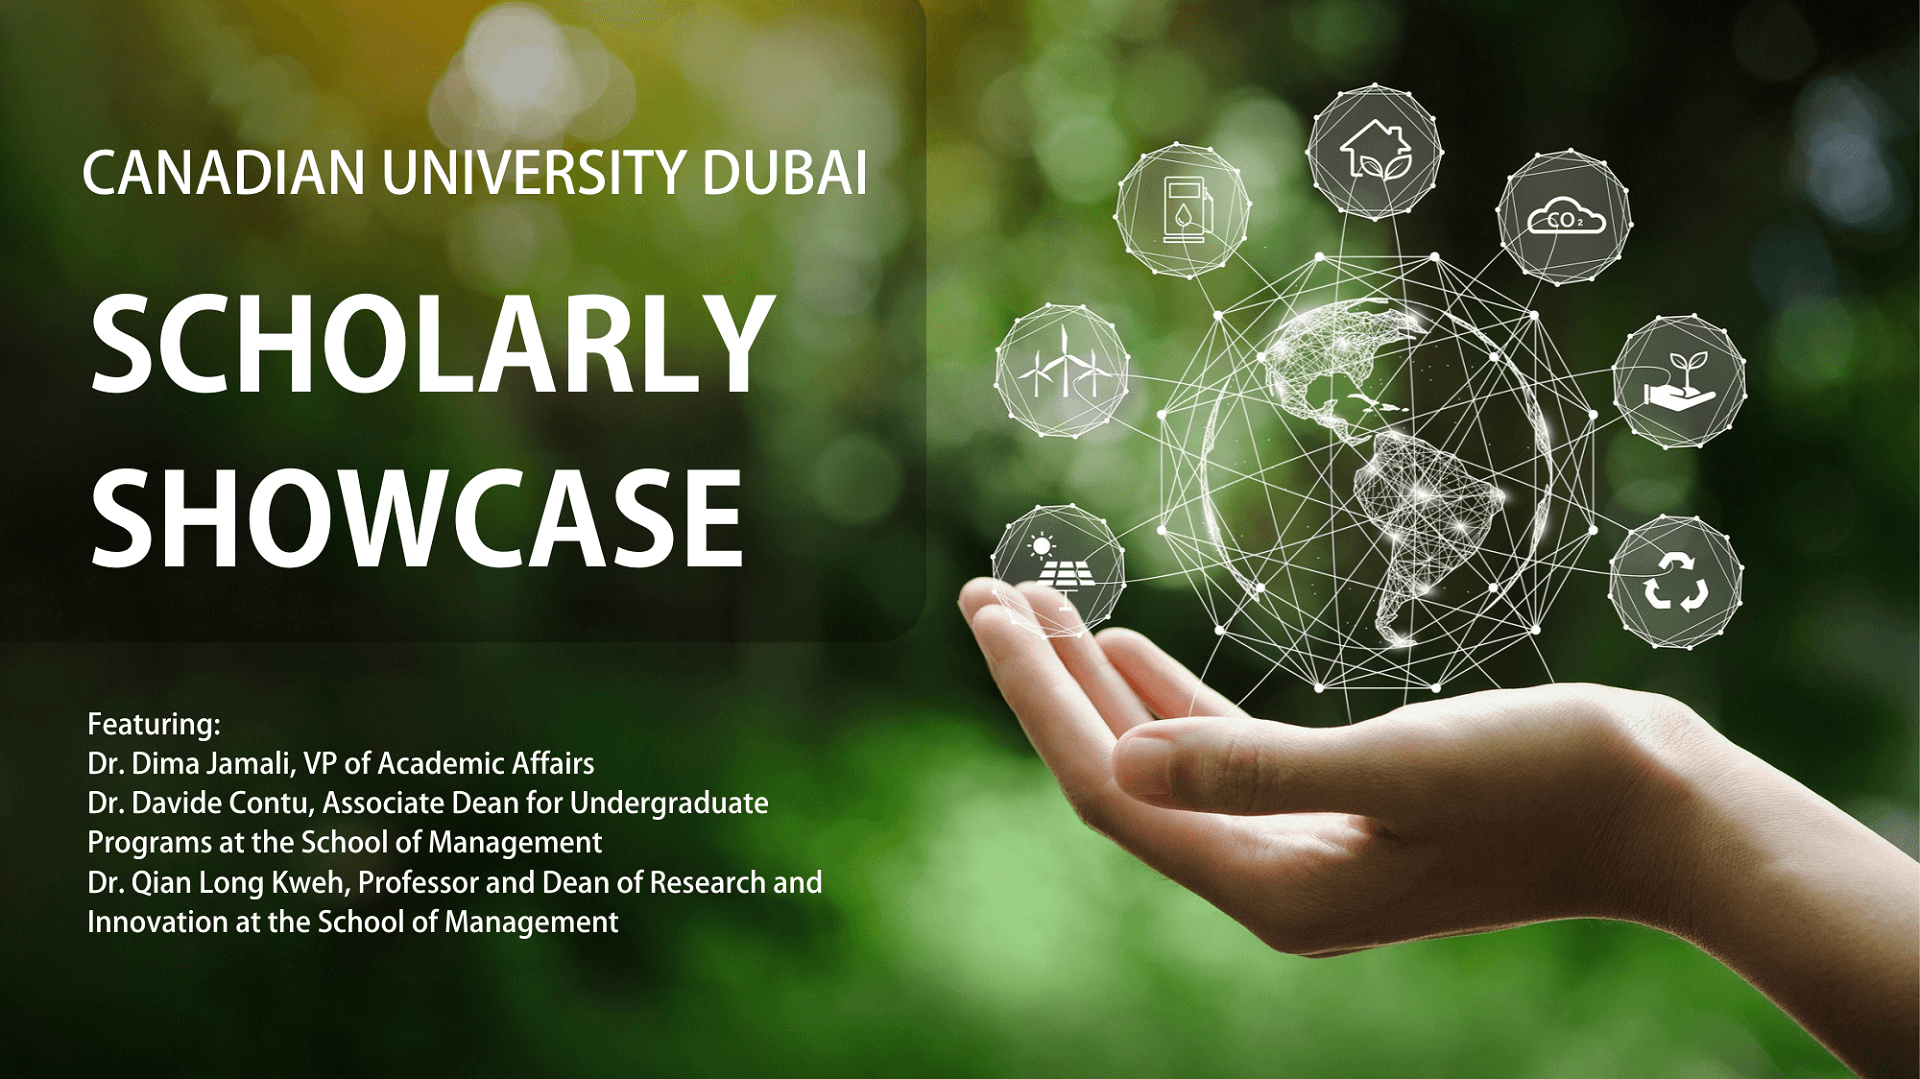 CANADIAN UNIVERSITY DUBAI
SCHOLARLY
SHOWCASE
Featuring:
Dr. Dima Jamali, VP of Academic Affairs
Dr. Davide Contu, Associate Dean for Undergraduate
Programs at the School of Management
Dr. Qian Long Kweh, Professor and Dean of Research and
Innovation at the School of Management
CO₂